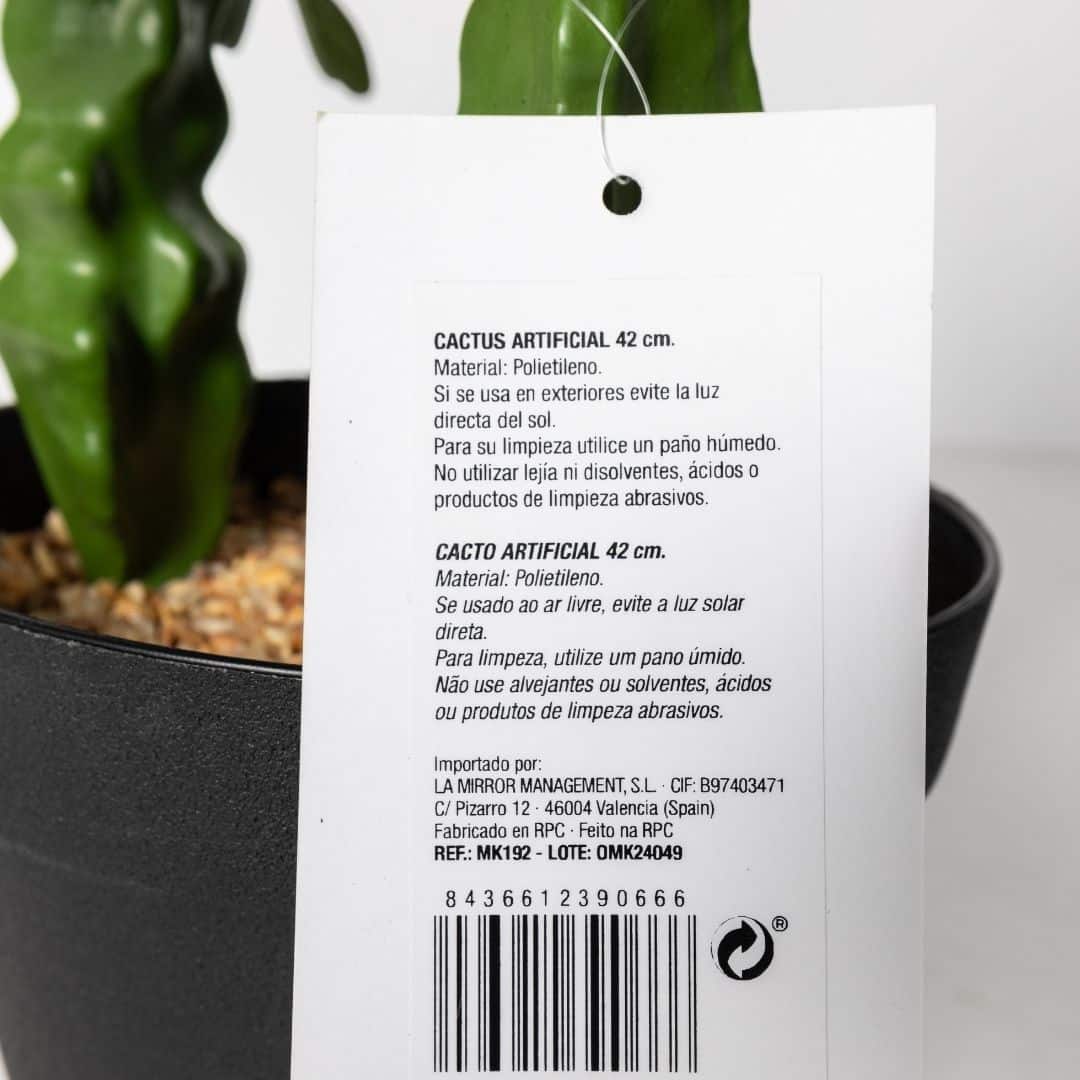 CACTUS ARTIFICIAL 42 cm.
Material: Polietileno.
Si se usa en exteriores evite la luz
directa del sol.
Para su limpieza utilice un paño húmedo.
No utilizar lejía ni disolventes, ácidos o
productos de limpieza abrasivos.
CACTO ARTIFICIAL 42 cm.
Material: Polietileno.
Se usado ao ar livre, evite a luz solar
direta.
Para limpeza, utilize um pano úmido.
Não use alvejantes ou solventes, ácidos
ou produtos de limpeza abrasivos.
Importado por:
LA MIRROR MANAGEMENT, S.L. · CIF: B97403471
C/ Pizarro 12 · 46004 Valencia (Spain)
Fabricado en RPC · Feito na RPC
REF.: MK192 - LOTE: OMK24049
8436612390666
®